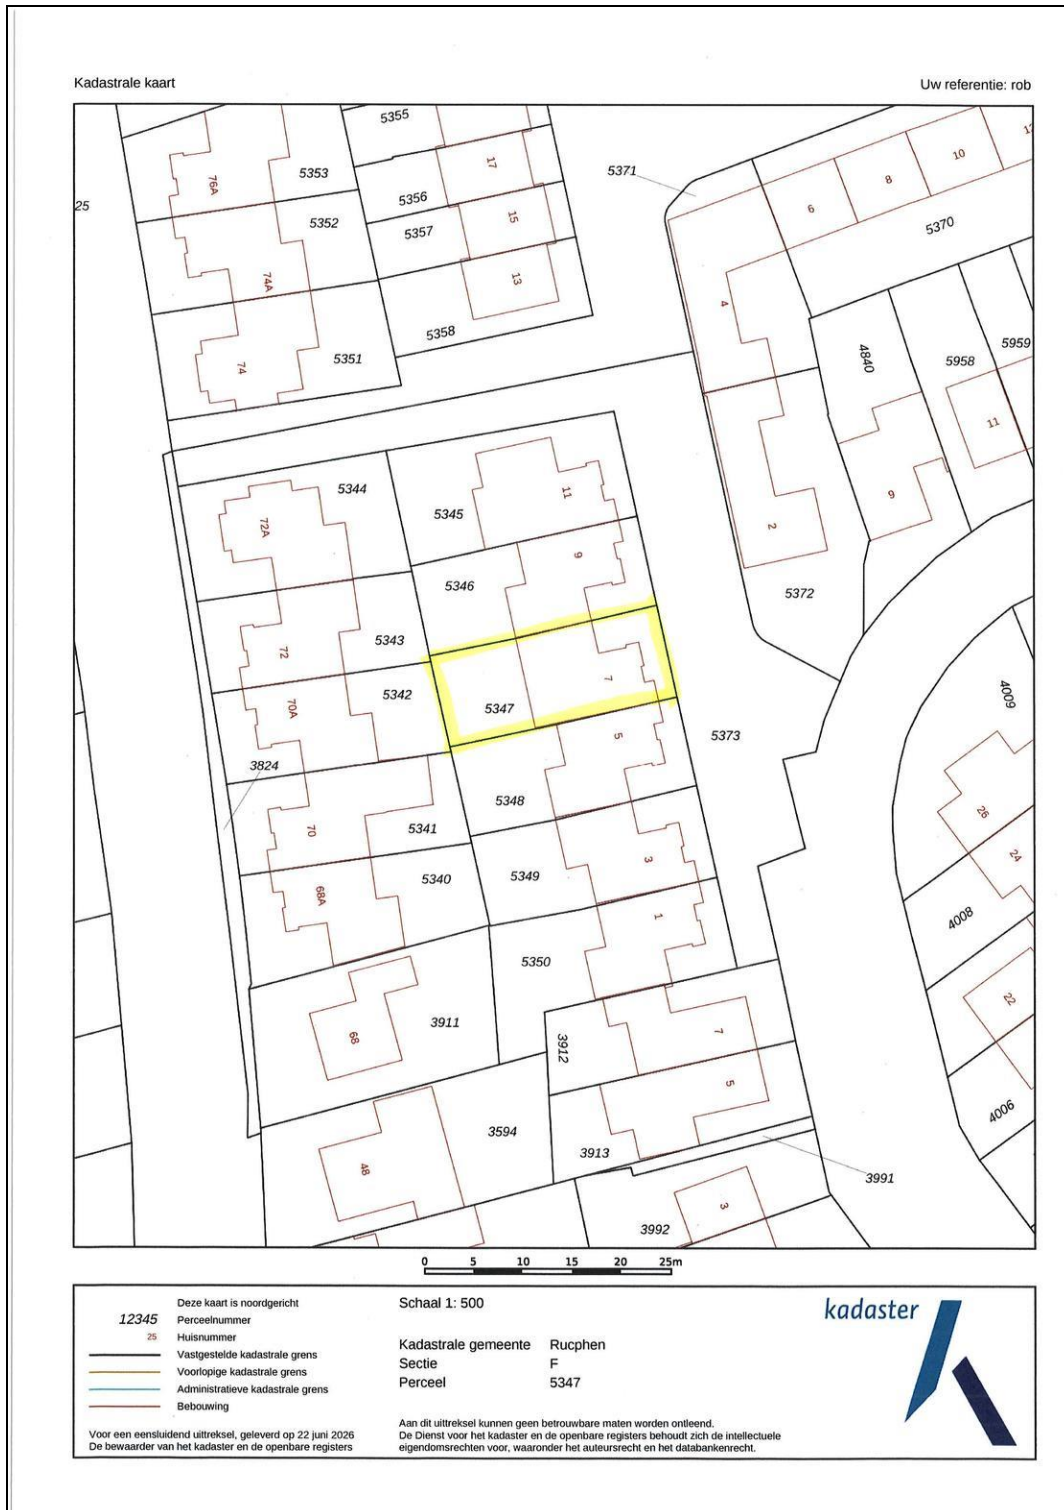 Kadastrale kaart
Uw referentie: rob
5355
17
5371
12
10
8
6
76A
5353
5356
15
25
5352
5357
5370
13
74A
4
5358
5351
74
4840
5958
5959
11
5344
5345
11
72A
9
2
9
5346
5372
5343
72
5342
7
4009
70A
5347
5
5373
3824
5348
26
70
5341
3
24
5349
5340
68A
1
4008
5350
22
3911
7
68
3912
5
4006
3594
3913
48
3991
3
3992
0 5 10 15 20 25m
Deze kaart is noordgericht
12345 Perceelnummer
25 Huisnummer
Vastgestelde kadastrale grens
Voorlopige kadastrale grens
Administratieve kadastrale grens
Bebouwing
Voor een eensluidend uittreksel, geleverd op 22 juni 2026
De bewaarder van het kadaster en de openbare registers
Schaal 1: 500
Kadastrale gemeente Rucphen
Sectie F
Perceel 5347
Aan dit uittreksel kunnen geen betrouwbare maten worden ontleend.
De Dienst voor het kadaster en de openbare registers behoudt zich de intellectuele
eigendomsrechten voor, waaronder het auteursrecht en het databankenrecht.
kadaster